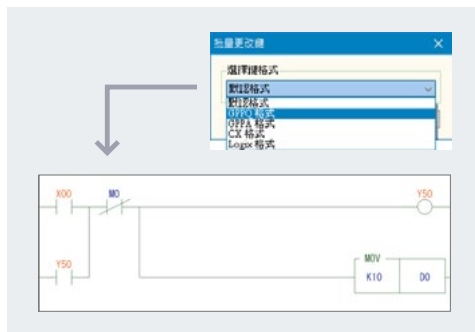 批量更改鍵
選擇鍵格式
默認格式
默認格式
GPPQ 格式
GPPA 格式
CX 格式
Logix 格式
X00 M0 Y50
Y50
MOV
K10 D0